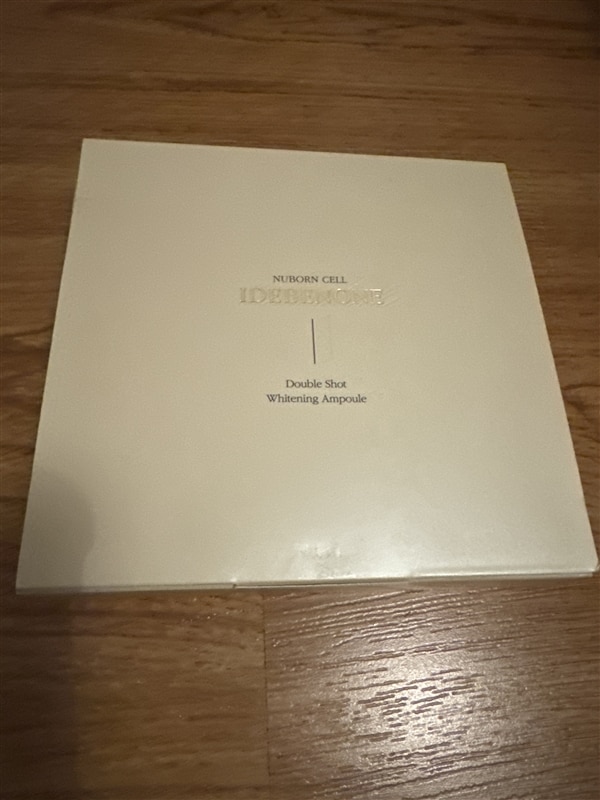 NUBORN CELL
IDEBENONE
Double Shot
Whitening Ampoule